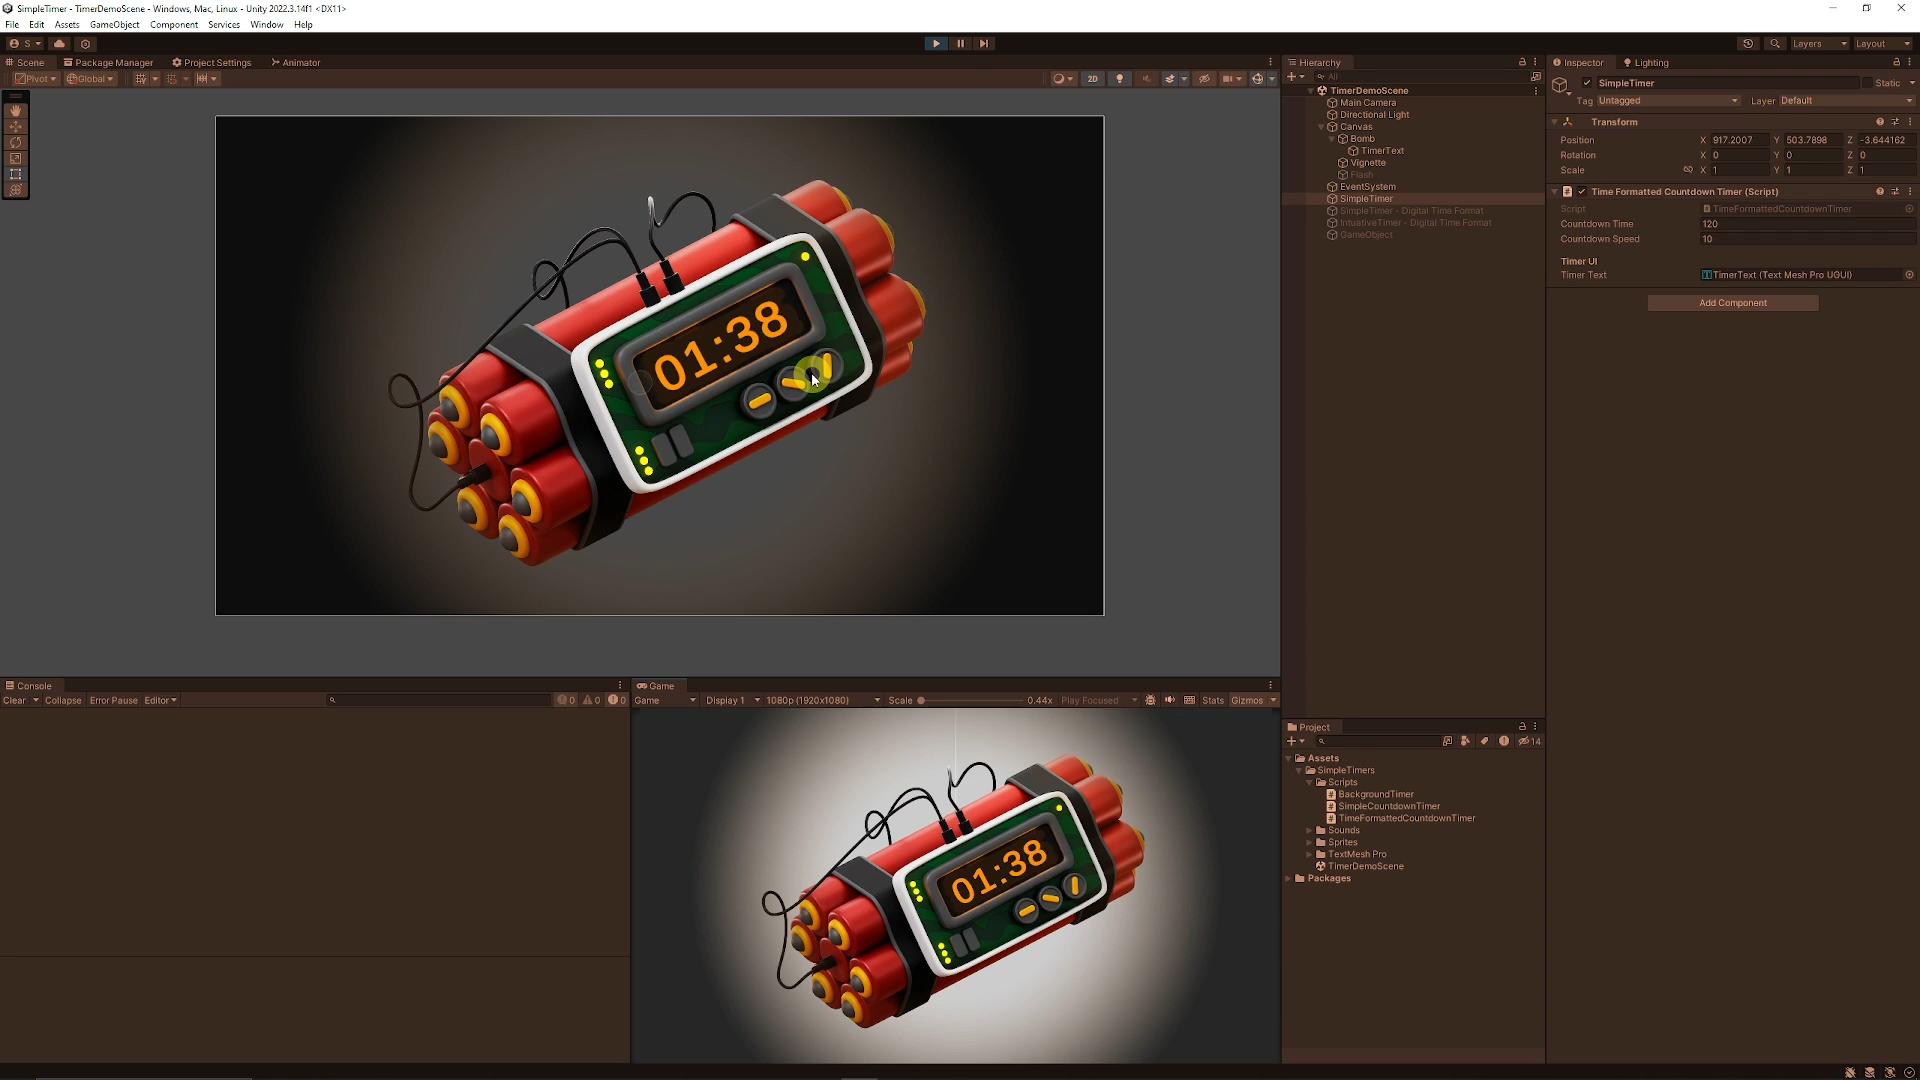 SimpleTimer - TimerDemoScene - Windows, Mac, Linux - Unity 2022.3.14f1 <DX11>
File Edit Assets GameObject Component Services Window Help
S Layers Layout
Scene Package Manager Project Settings Animator
Pivot Global 2D
01:38
Hierarchy
All
TimerDemoScene
Main Camera
Directional Light
Canvas
Bomb
TimerText
Vignette
Flash
EventSystem
SimpleTimer
SimpleTimer - Digital Time Format
IntuativeTimer - Digital Time Format
GameObject
Inspector Lighting
SimpleTimer Static
Tag Untagged Layer Default
Transform
Position X 917.2007 Y 503.7898 Z -3.644162
Rotation X 0 Y 0 Z 0
Scale X 1 Y 1 Z 1
Time Formatted Countdown Timer (Script)
Script TimeFormattedCountdownTimer
Countdown Time 120
Countdown Speed 10
Timer UI
Timer Text TimerText (Text Mesh Pro UGUI)
Add Component
Console
Clear Collapse Error Pause Editor 0 0 0
Game
Game Display 1 1080p (1920x1080) Scale 0.44x Play Focused Stats Gizmos
01:38
Project
14
Assets
SimpleTimers
Scripts
BackgroundTimer
SimpleCountdownTimer
TimeFormattedCountdownTimer
Sounds
Sprites
TextMesh Pro
TimerDemoScene
Packages